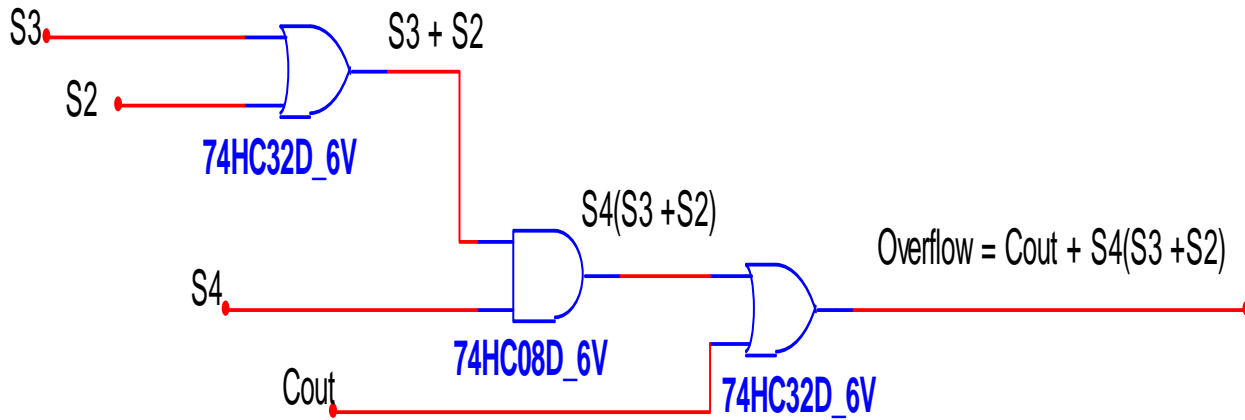 S3
S3 + S2
S2
74HC32D_6V
S4(S3 +S2)
Overflow = Cout + S4(S3 +S2)
S4
74HC08D_6V
Cout
74HC32D_6V